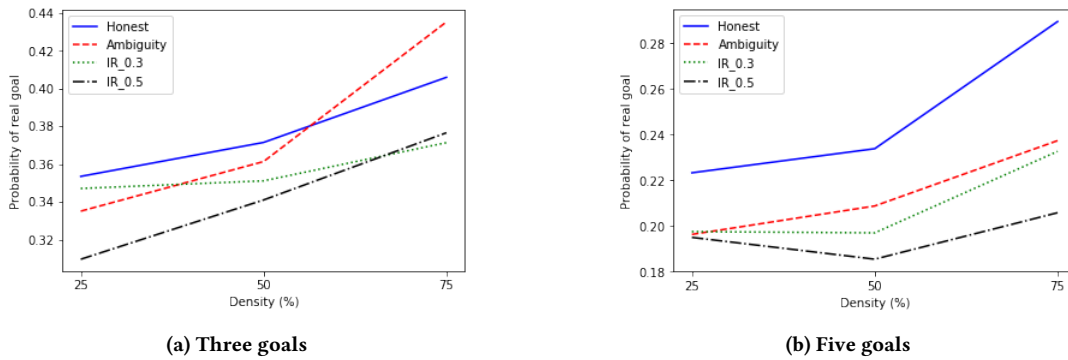 0.44
0.42
0.40
0.38
0.36
0.34
0.32
Probability of real goal
Honest
Ambiguity
IR_0.3
IR_0.5
25
50
75
Density (%)
(a) Three goals
0.28
0.26
0.24
0.22
0.20
0.18
Probability of real goal
Honest
Ambiguity
IR_0.3
IR_0.5
25
50
75
Density (%)
(b) Five goals